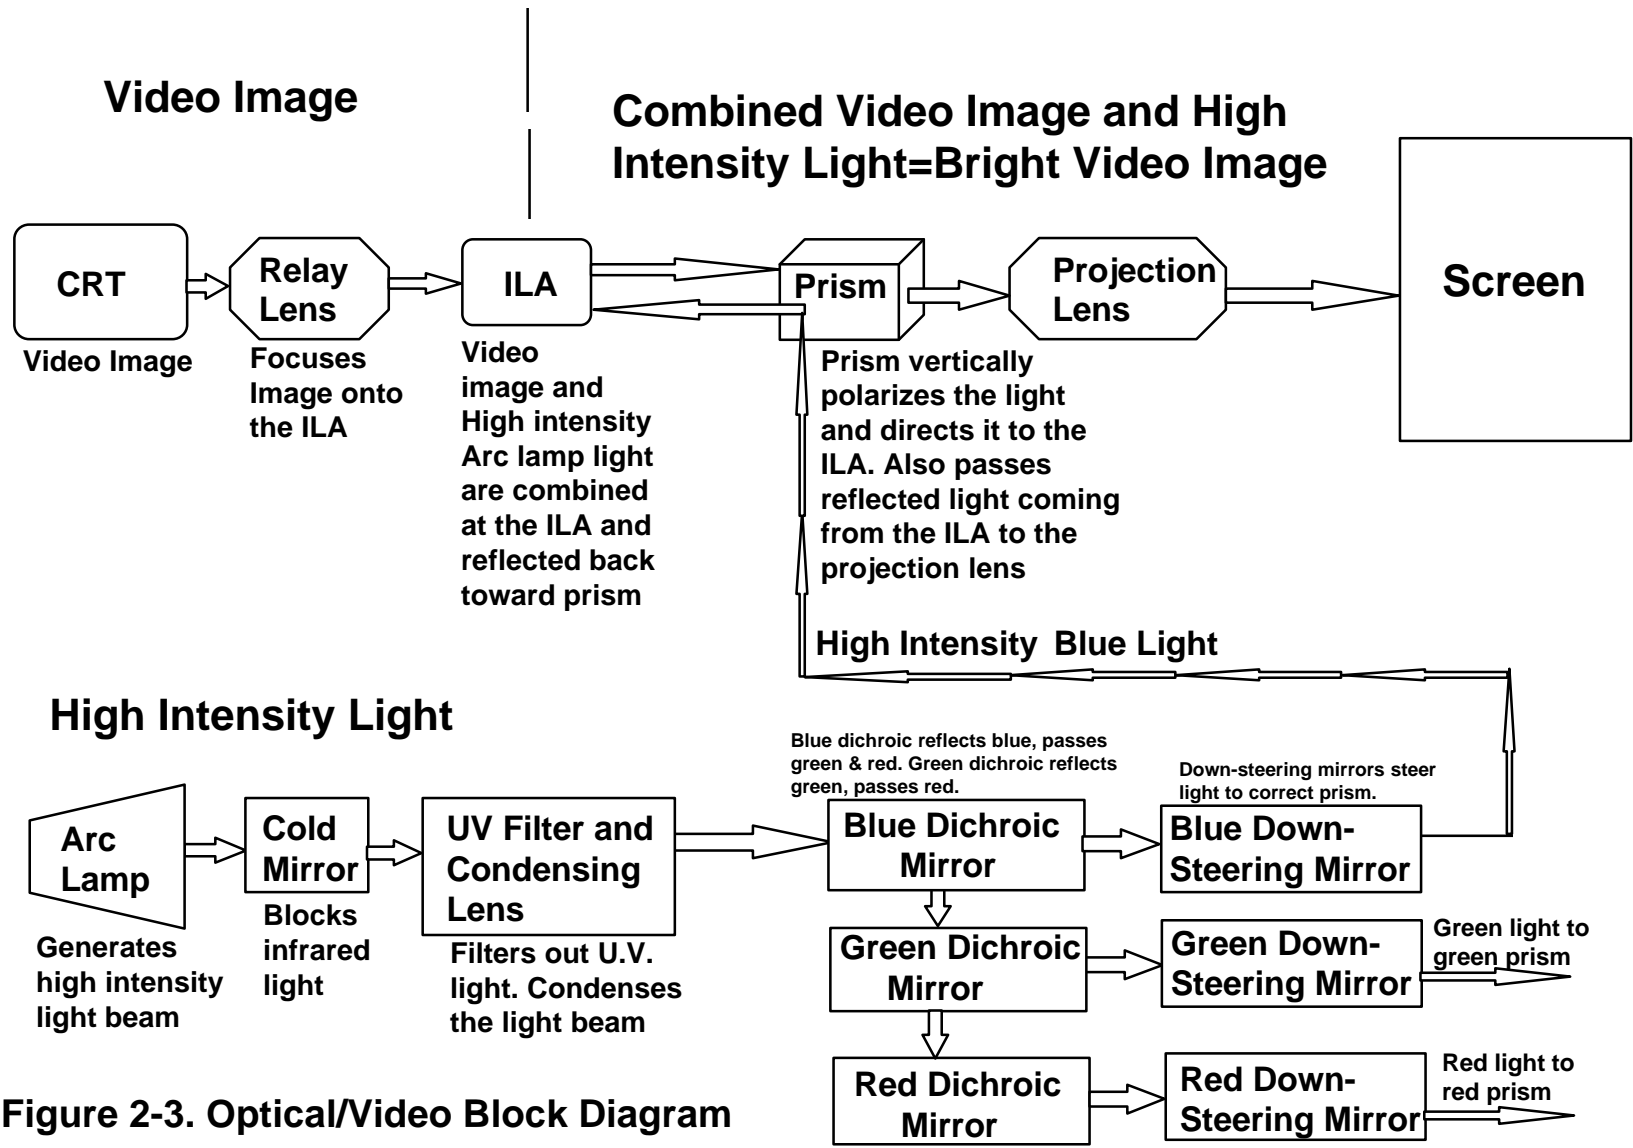 Video Image
Combined Video Image and High
Intensity Light=Bright Video Image
CRT
Video Image
Relay
Lens
Focuses
Image onto
the ILA
ILA
Video
image and
High intensity
Arc lamp light
are combined
at the ILA and
reflected back
toward prism
Prism
Prism vertically
polarizes the light
and directs it to the
ILA. Also passes
reflected light coming
from the ILA to the
projection lens
Projection
Lens
Screen
High Intensity Blue Light
High Intensity Light
Arc
Lamp
Generates
high intensity
light beam
Cold
Mirror
Blocks
infrared
light
UV Filter and
Condensing
Lens
Filters out U.V.
light. Condenses
the light beam
Blue dichroic reflects blue, passes
green & red. Green dichroic reflects
green, passes red.
Blue Dichroic
Mirror
Down-steering mirrors steer
light to correct prism.
Blue Down-
Steering Mirror
Green Dichroic
Mirror
Green Down-
Steering Mirror
Green light to
green prism
Red Dichroic
Mirror
Red Down-
Steering Mirror
Red light to
red prism
Figure 2-3. Optical/Video Block Diagram